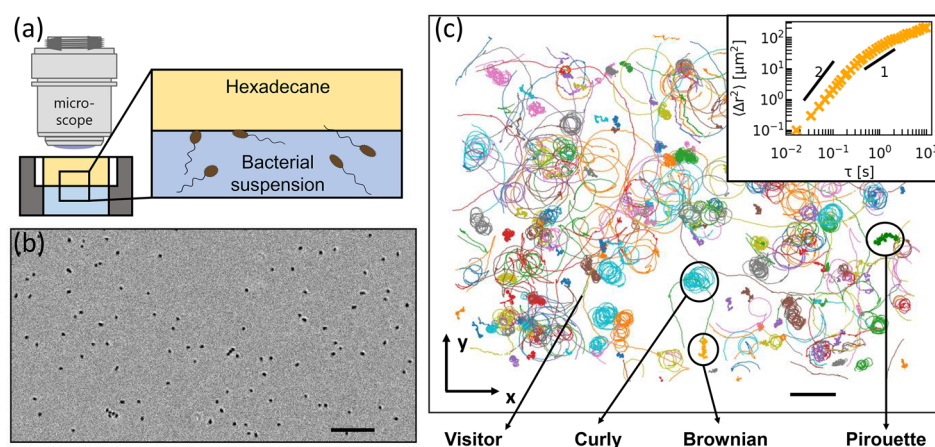 (a)
micro-
scope
Hexadecane
Bacterial
suspension
(b)
(c)
y
x
⟨Δr²⟩ [μm²]
10²
10¹
10⁰
10⁻¹
2
1
10⁻²
10⁻¹
10⁰
10¹
τ [s]
Visitor
Curly
Brownian
Pirouette